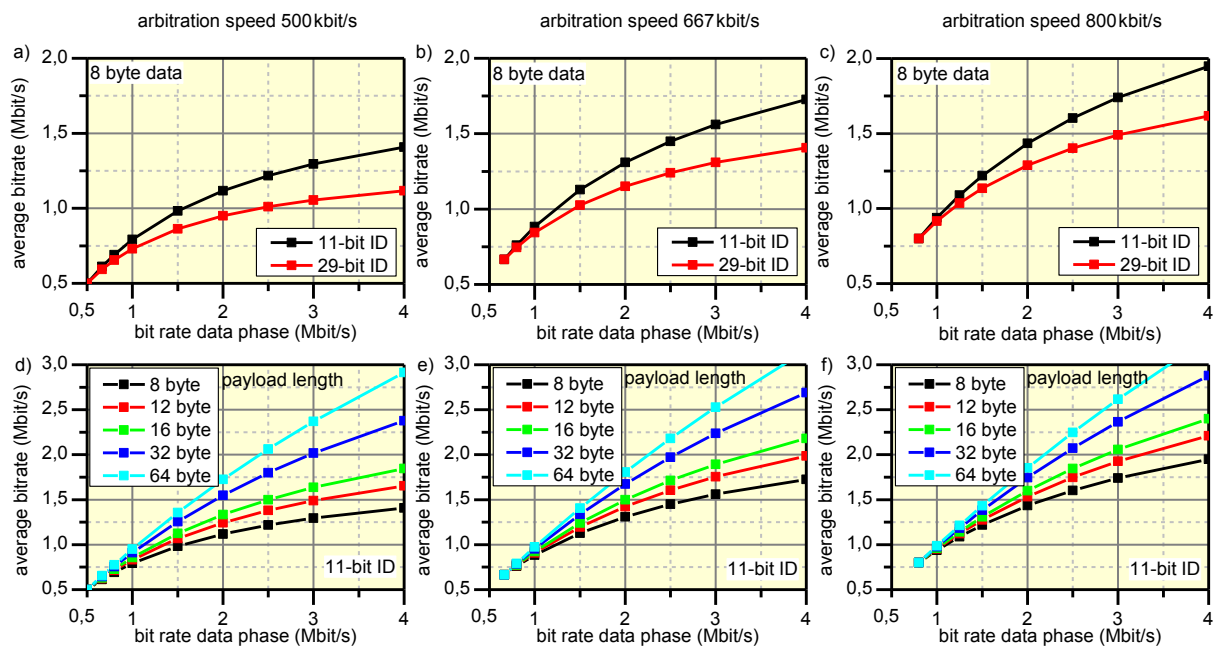 arbitration speed 500kbit/s
arbitration speed 667kbit/s
arbitration speed 800kbit/s
a)
2,0
8 byte data
1,5
1,0
0,5
average bitrate (Mbit/s)
11-bit ID
29-bit ID
0,5 1 2 3 4
bit rate data phase (Mbit/s)
b)
2,0
8 byte data
1,5
1,0
0,5
average bitrate (Mbit/s)
11-bit ID
29-bit ID
0,5 1 2 3 4
bit rate data phase (Mbit/s)
c)
2,0
8 byte data
1,5
1,0
0,5
average bitrate (Mbit/s)
11-bit ID
29-bit ID
0,5 1 2 3 4
bit rate data phase (Mbit/s)
d)
3,0
2,5
2,0
1,5
1,0
0,5
average bitrate (Mbit/s)
payload length
8 byte
12 byte
16 byte
32 byte
64 byte
11-bit ID
0,5 1 2 3 4
bit rate data phase (Mbit/s)
e)
3,0
2,5
2,0
1,5
1,0
0,5
average bitrate (Mbit/s)
payload length
8 byte
12 byte
16 byte
32 byte
64 byte
11-bit ID
0,5 1 2 3 4
bit rate data phase (Mbit/s)
f)
3,0
2,5
2,0
1,5
1,0
0,5
average bitrate (Mbit/s)
payload length
8 byte
12 byte
16 byte
32 byte
64 byte
11-bit ID
0,5 1 2 3 4
bit rate data phase (Mbit/s)